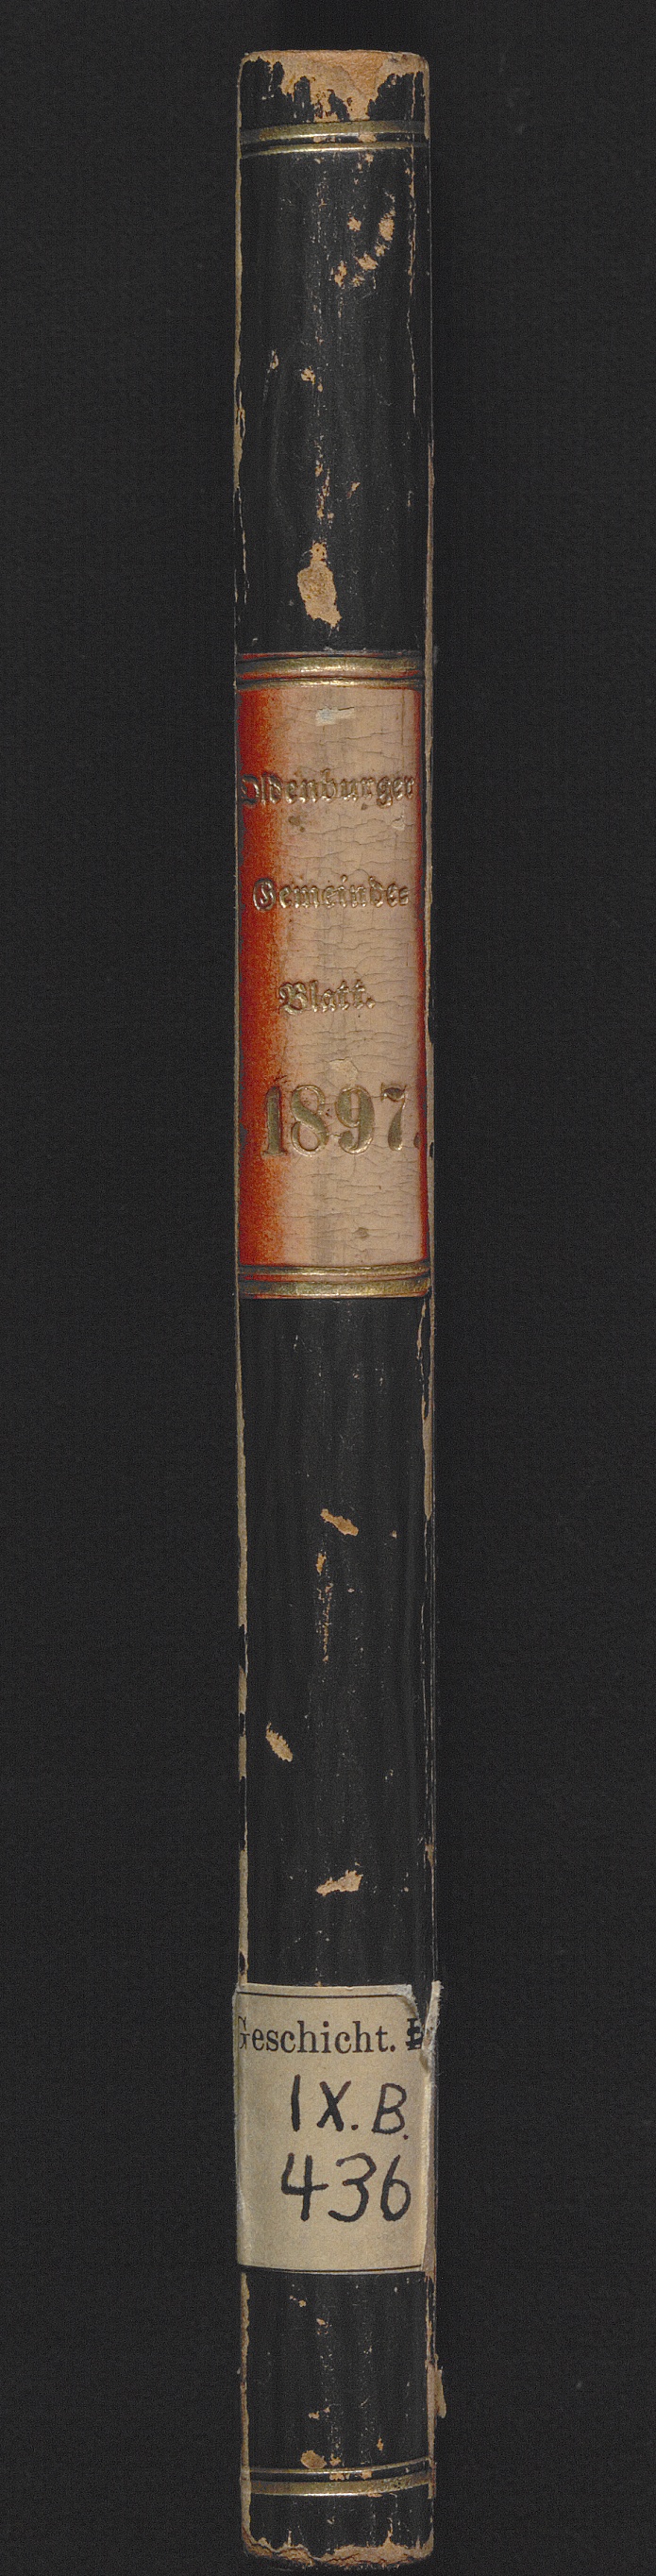 Oldenburger
Gemeinde=
Blatt.
1897.
Geschicht.
IX. B.
436